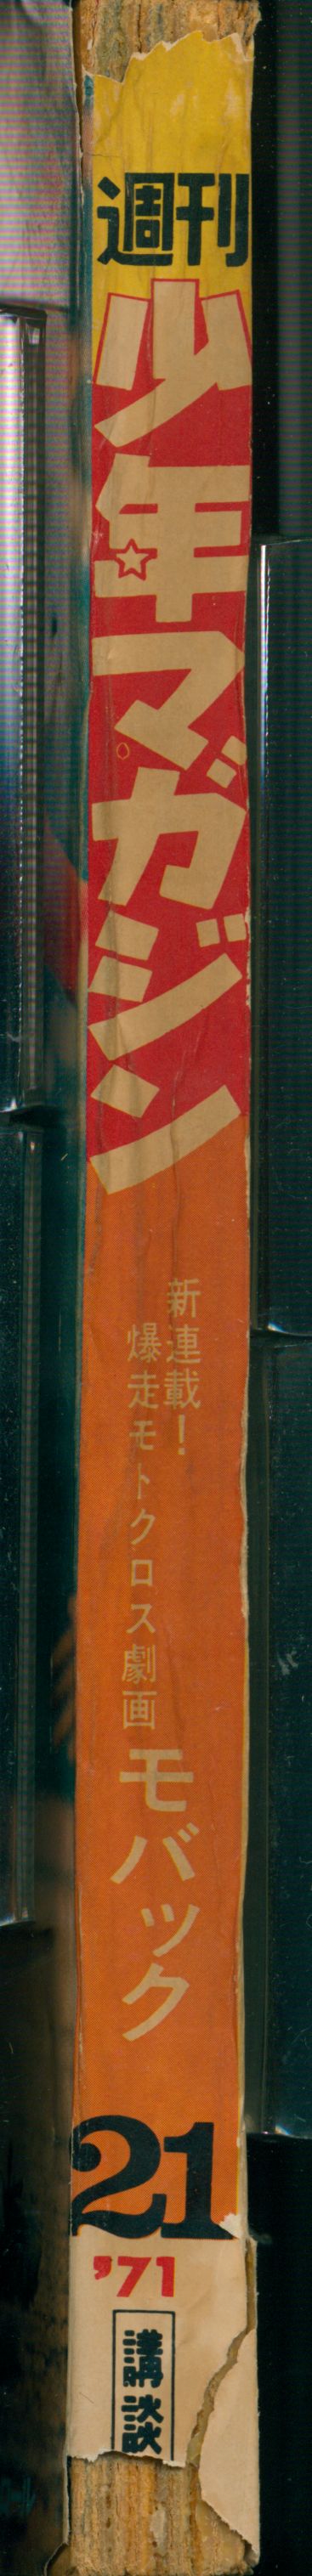 週刊
少年マガジン
新連載!
爆走モトクロス劇画
モバック
21
'71
講談